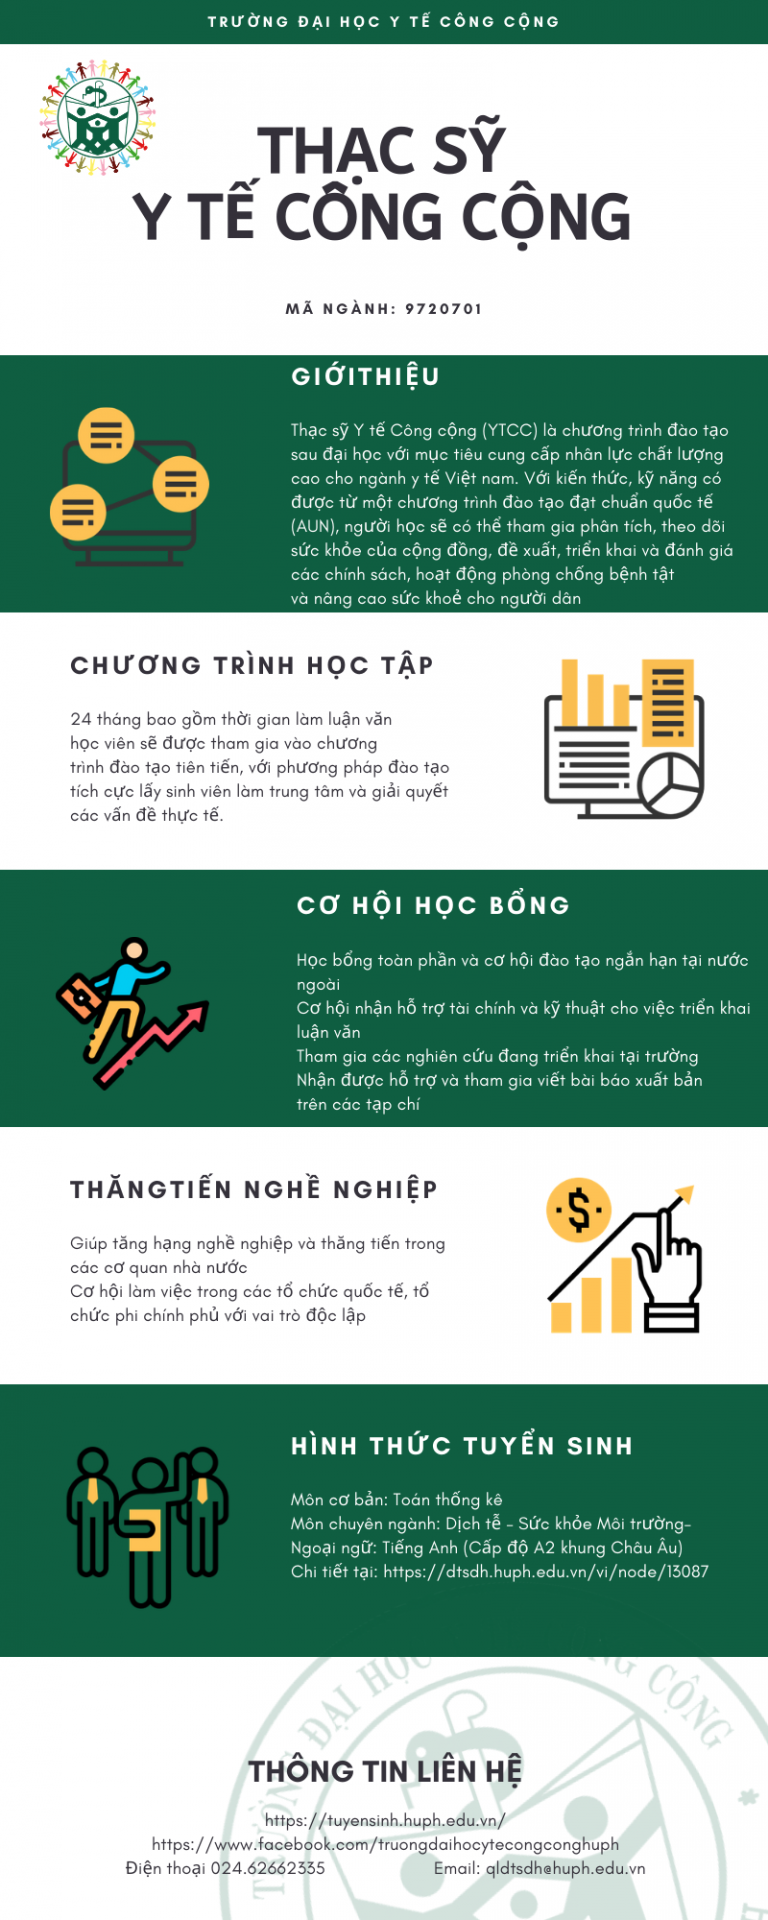 TRƯỜNG ĐẠI HỌC Y TẾ CÔNG CỘNG
THẠC SỸ
Y TẾ CÔNG CỘNG
MÃ NGÀNH: 9720701
GIỚITHIỆU
Thạc sỹ Y tế Công cộng (YTCC) là chương trình đào tạo
sau đại học với mục tiêu cung cấp nhân lực chất lượng
cao cho ngành y tế Việt nam. Với kiến thức, kỹ năng có
được từ một chương trình đào tạo đạt chuẩn quốc tế
(AUN), người học sẽ có thể tham gia phân tích, theo dõi
sức khỏe của cộng đồng, đề xuất, triển khai và đánh giá
các chính sách, hoạt động phòng chống bệnh tật
và nâng cao sức khoẻ cho người dân
CHƯƠNG TRÌNH HỌC TẬP
24 tháng bao gồm thời gian làm luận văn
học viên sẽ được tham gia vào chương
trình đào tạo tiên tiến, với phương pháp đào tạo
tích cực lấy sinh viên làm trung tâm và giải quyết
các vấn đề thực tế.
CƠ HỘI HỌC BỔNG
Học bổng toàn phần và cơ hội đào tạo ngắn hạn tại nước
ngoài
Cơ hội nhận hỗ trợ tài chính và kỹ thuật cho việc triển khai
luận văn
Tham gia các nghiên cứu đang triển khai tại trường
Nhận được hỗ trợ và tham gia viết bài báo xuất bản
trên các tạp chí
THĂNGTIẾN NGHỀ NGHIỆP
Giúp tăng hạng nghề nghiệp và thăng tiến trong
các cơ quan nhà nước
Cơ hội làm việc trong các tổ chức quốc tế, tổ
chức phi chính phủ với vai trò độc lập
HÌNH THỨC TUYỂN SINH
Môn cơ bản: Toán thống kê
Môn chuyên ngành: Dịch tễ - Sức khỏe Môi trường-
Ngoại ngữ: Tiếng Anh (Cấp độ A2 khung Châu Âu)
Chi tiết tại: https://dtsdh.huph.edu.vn/vi/node/13087
TRƯỜNG ĐẠI HỌC CÔNG CỘNG
THÔNG TIN LIÊN HỆ
https://tuyensinh.huph.edu.vn/
https://www.facebook.com/truongdaihocytecongconghuph
Điện thoại 024.62662335 Email: qldtsdh@huph.edu.vn